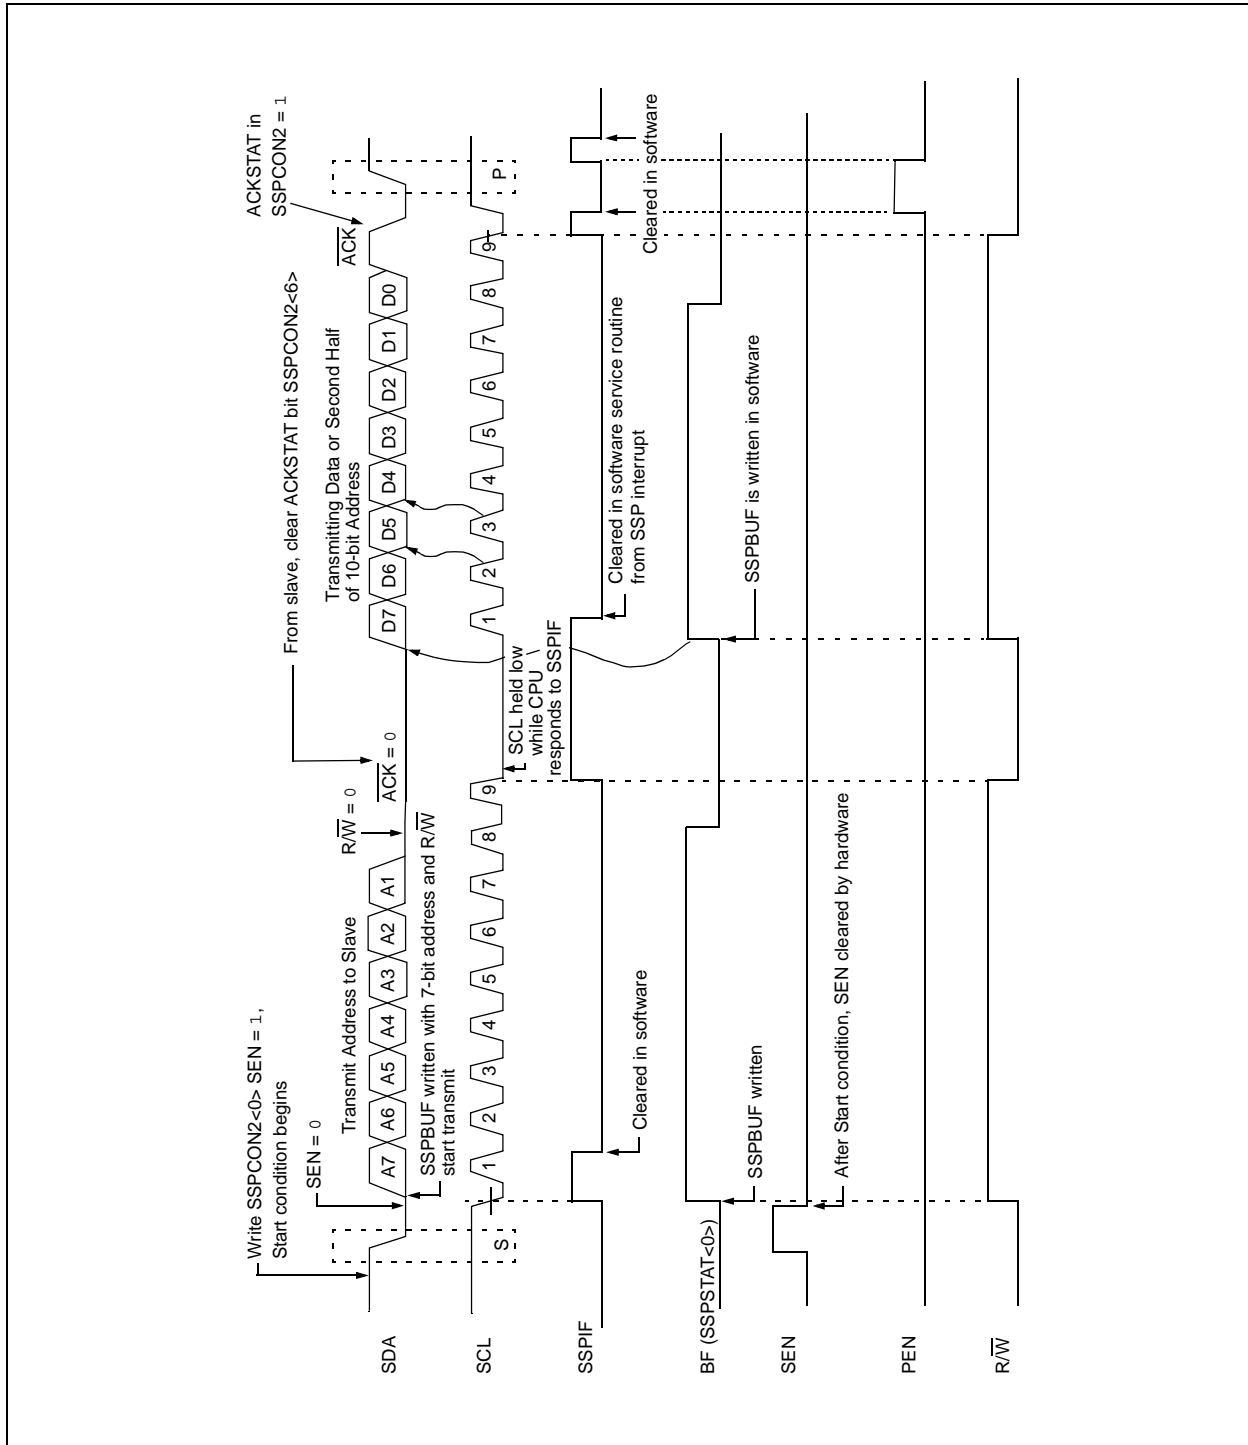 Write SSPCON2<0> SEN = 1,
Start condition begins
SEN = 0
Transmit Address to Slave
R/W = 0
From slave, clear ACKSTAT bit SSPCON2<6>
ACK = 0
Transmitting Data or Second Half
of 10-bit Address
ACKSTAT in
SSPCON2 = 1
ACK
SDA
A7 A6 A5 A4 A3 A2 A1
D7 D6 D5 D4 D3 D2 D1 D0
SSPBUF written with 7-bit address and R/W
start transmit
SCL
S
1 2 3 4 5 6 7 8 9
1 2 3 4 5 6 7 8 9
P
SCL held low
while CPU
responds to SSPIF
SSPIF
Cleared in software
Cleared in software service routine
from SSP interrupt
Cleared in software
Cleared in software
BF (SSPSTAT<0>)
SSPBUF written
SSPBUF is written in software
SEN
After Start condition, SEN cleared by hardware
PEN
R/W